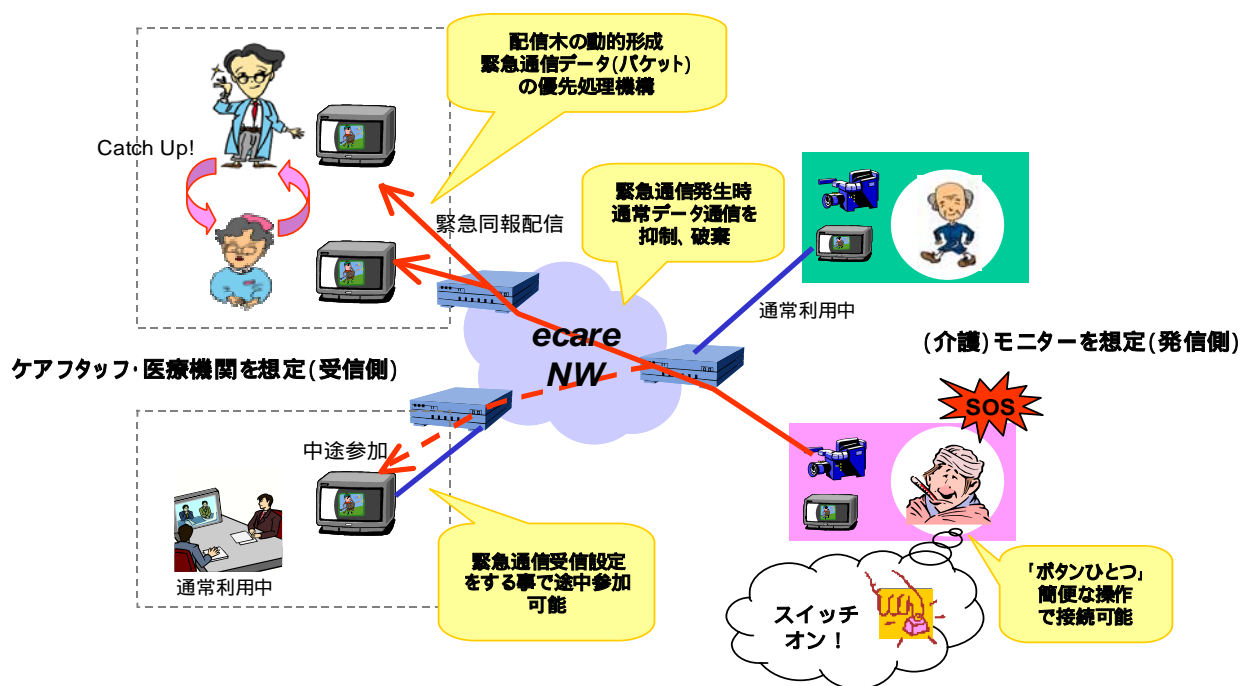 配信木の動的形成
緊急通信データ(パケット)
の優先処理機構
Catch Up!
緊急同報配信
緊急通信発生時
通常データ通信を
抑制、破棄
通常利用中
ecare
NW
(介護)モニターを想定(発信側)
ケアフタッフ・医療機関を想定(受信側)
SOS
中途参加
通常利用中
緊急通信受信設定
をする事で途中参加
可能
スイッチ
オン！
「ボタンひとつ」
簡便な操作
で接続可能